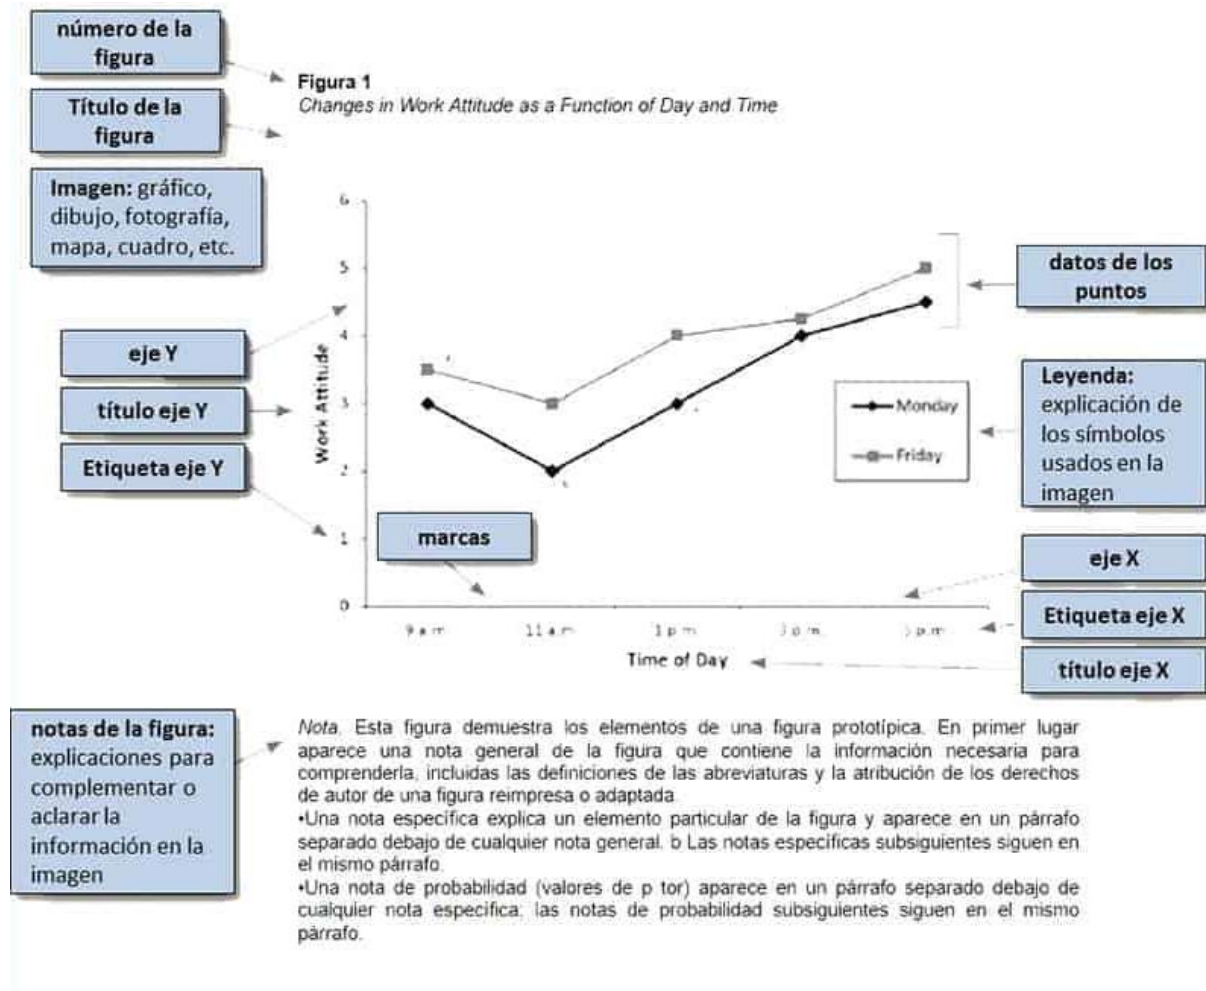 número de la
figura
Figura 1
Changes in Work Attitude as a Function of Day and Time
Título de la
figura
Imagen: gráfico,
dibujo, fotografía,
mapa, cuadro, etc.
6
5
4
3
2
1
0
Work Attitude
eje Y
título eje Y
Etiqueta eje Y
marcas
Monday
Friday
datos de los
puntos
Leyenda:
explicación de
los símbolos
usados en la
imagen
eje X
Etiqueta eje X
título eje X
9 a.m. 11 a.m. 1 p.m. 3 p.m. 5 p.m.
Time of Day
notas de la figura:
explicaciones para
complementar o
aclarar la
información en la
imagen
Nota. Esta figura demuestra los elementos de una figura prototípica. En primer lugar
aparece una nota general de la figura que contiene la información necesaria para
comprenderla, incluidas las definiciones de las abreviaturas y la atribución de los derechos
de autor de una figura reimpresa o adaptada.
•Una nota específica explica un elemento particular de la figura y aparece en un párrafo
separado debajo de cualquier nota general. b Las notas específicas subsiguientes siguen en
el mismo párrafo.
•Una nota de probabilidad (valores de p tor) aparece en un párrafo separado debajo de
cualquier nota específica; las notas de probabilidad subsiguientes siguen en el mismo
párrafo.